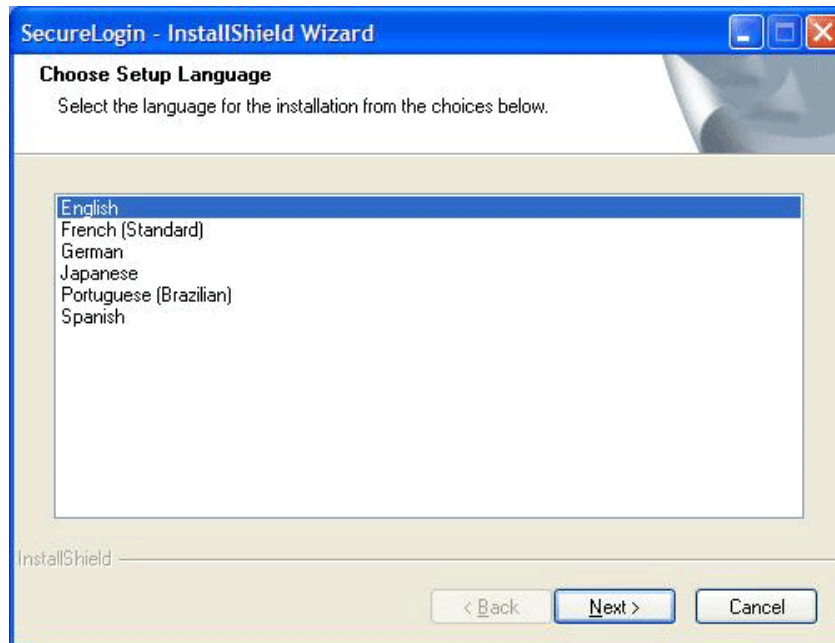 SecureLogin - InstallShield Wizard
Choose Setup Language
Select the language for the installation from the choices below.
English
French (Standard)
German
Japanese
Portuguese (Brazilian)
Spanish
InstallShield
< Back Next > Cancel